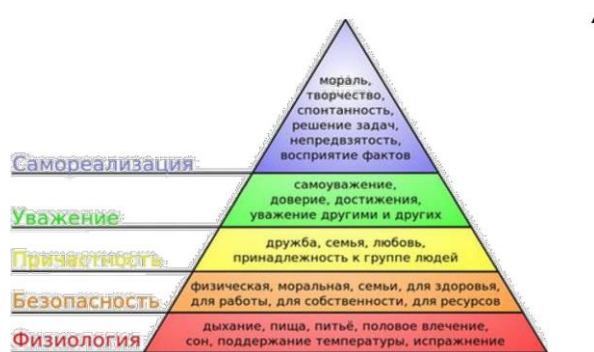 мораль,
творчество,
спонтанность,
решение задач,
непредвзятость,
восприятие фактов
Самореализация
самоуважение,
доверие, достижения,
уважение другими и других
Уважение
дружба, семья, любовь,
принадлежность к группе людей
Причастность
физическая, моральная, семьи, для здоровья,
для работы, для собственности, для ресурсов
Безопасность
дыхание, пища, питьё, половое влечение,
сон, поддержание температуры, испражнение
Физиология